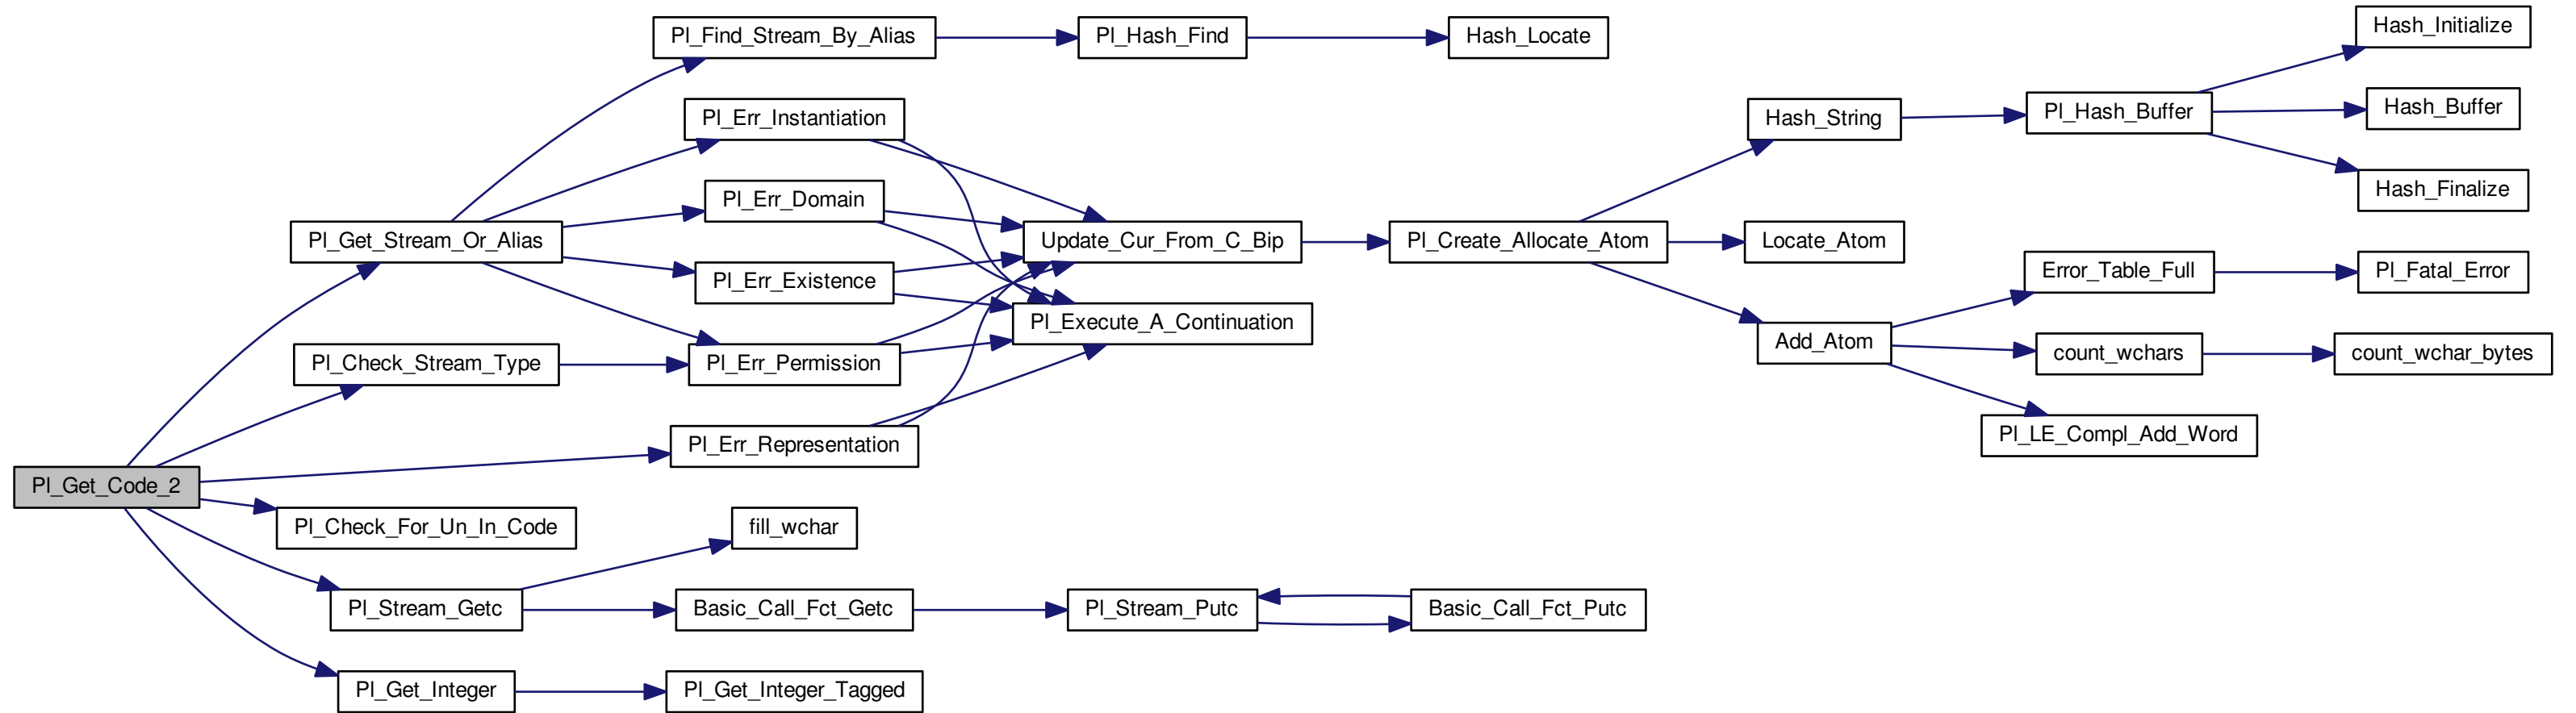 Pl_Get_Code_2
Pl_Get_Stream_Or_Alias
Pl_Check_Stream_Type
Pl_Err_Representation
Pl_Check_For_Un_In_Code
Pl_Stream_Getc
Pl_Get_Integer
Pl_Find_Stream_By_Alias
Pl_Err_Instantiation
Pl_Err_Domain
Pl_Err_Existence
Pl_Err_Permission
fill_wchar
Basic_Call_Fct_Getc
Pl_Get_Integer_Tagged
Pl_Hash_Find
Update_Cur_From_C_Bip
Pl_Execute_A_Continuation
Pl_Stream_Putc
Hash_Locate
Pl_Create_Allocate_Atom
Basic_Call_Fct_Putc
Hash_String
Locate_Atom
Add_Atom
Pl_Hash_Buffer
Error_Table_Full
count_wchars
Pl_LE_Compl_Add_Word
Hash_Initialize
Hash_Buffer
Hash_Finalize
Pl_Fatal_Error
count_wchar_bytes